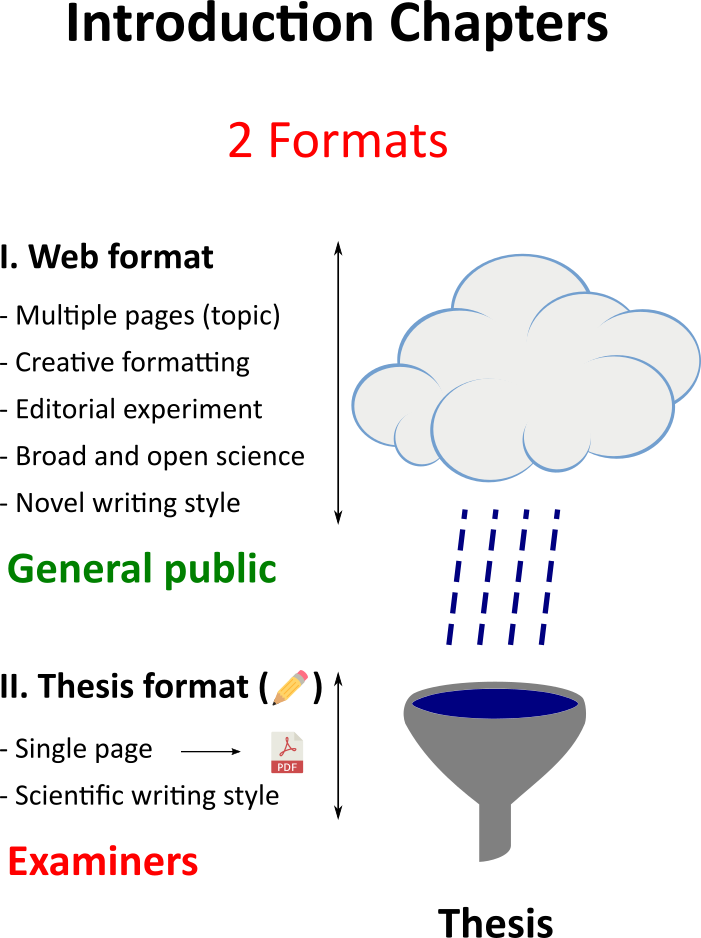 Introduction Chapters
2 Formats
I. Web format
- Multiple pages (topic)
- Creative formatting
- Editorial experiment
- Broad and open science
- Novel writing style
General public
II. Thesis format (✏️)
- Single page
PDF
- Scientific writing style
Examiners
Thesis